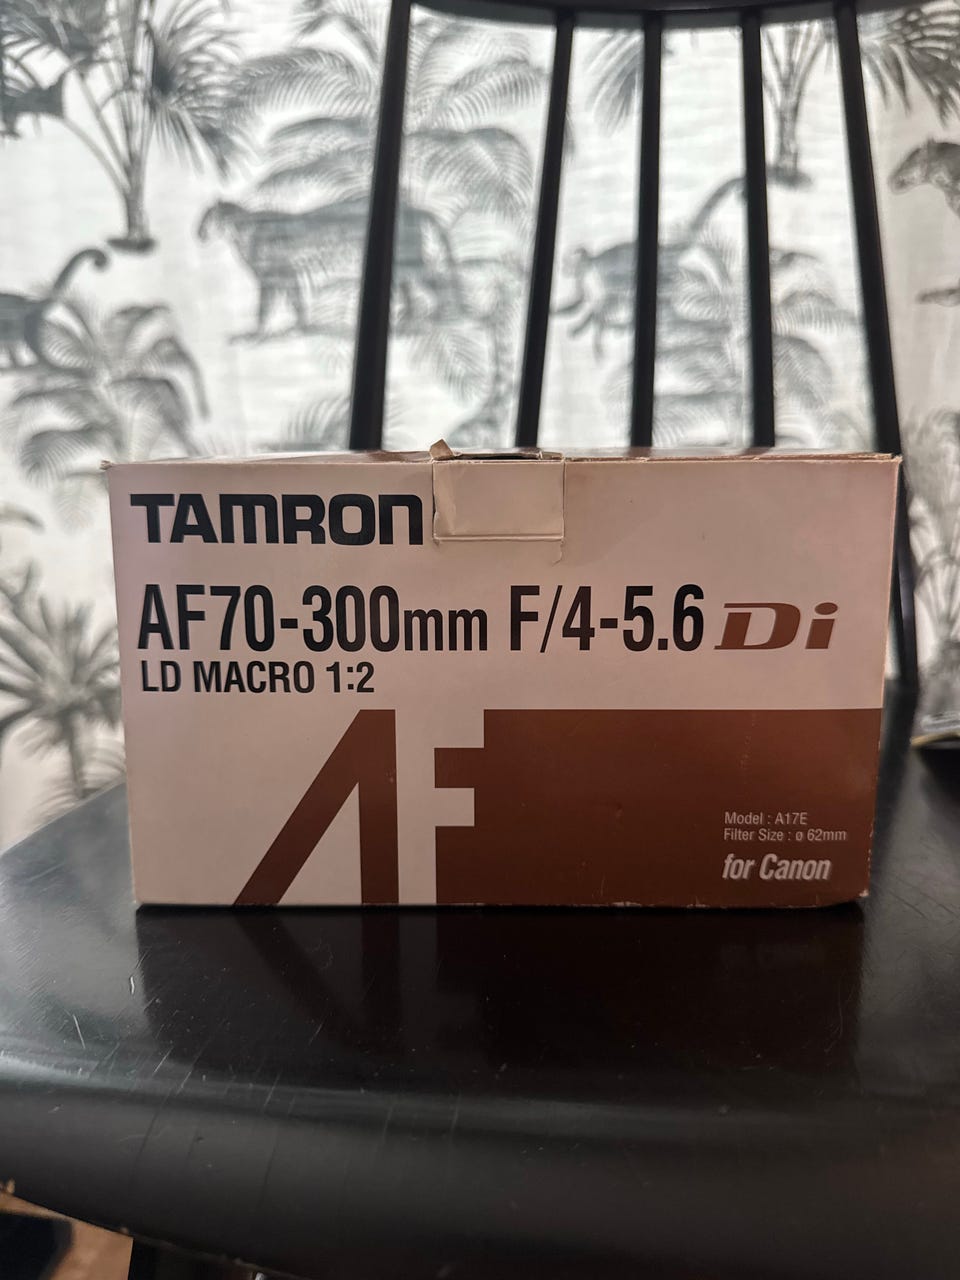 TAMRON
AF70-300mm F/4-5.6 Di
LD MACRO 1:2
AF
Model : A17E
Filter Size : ø 62mm
for Canon